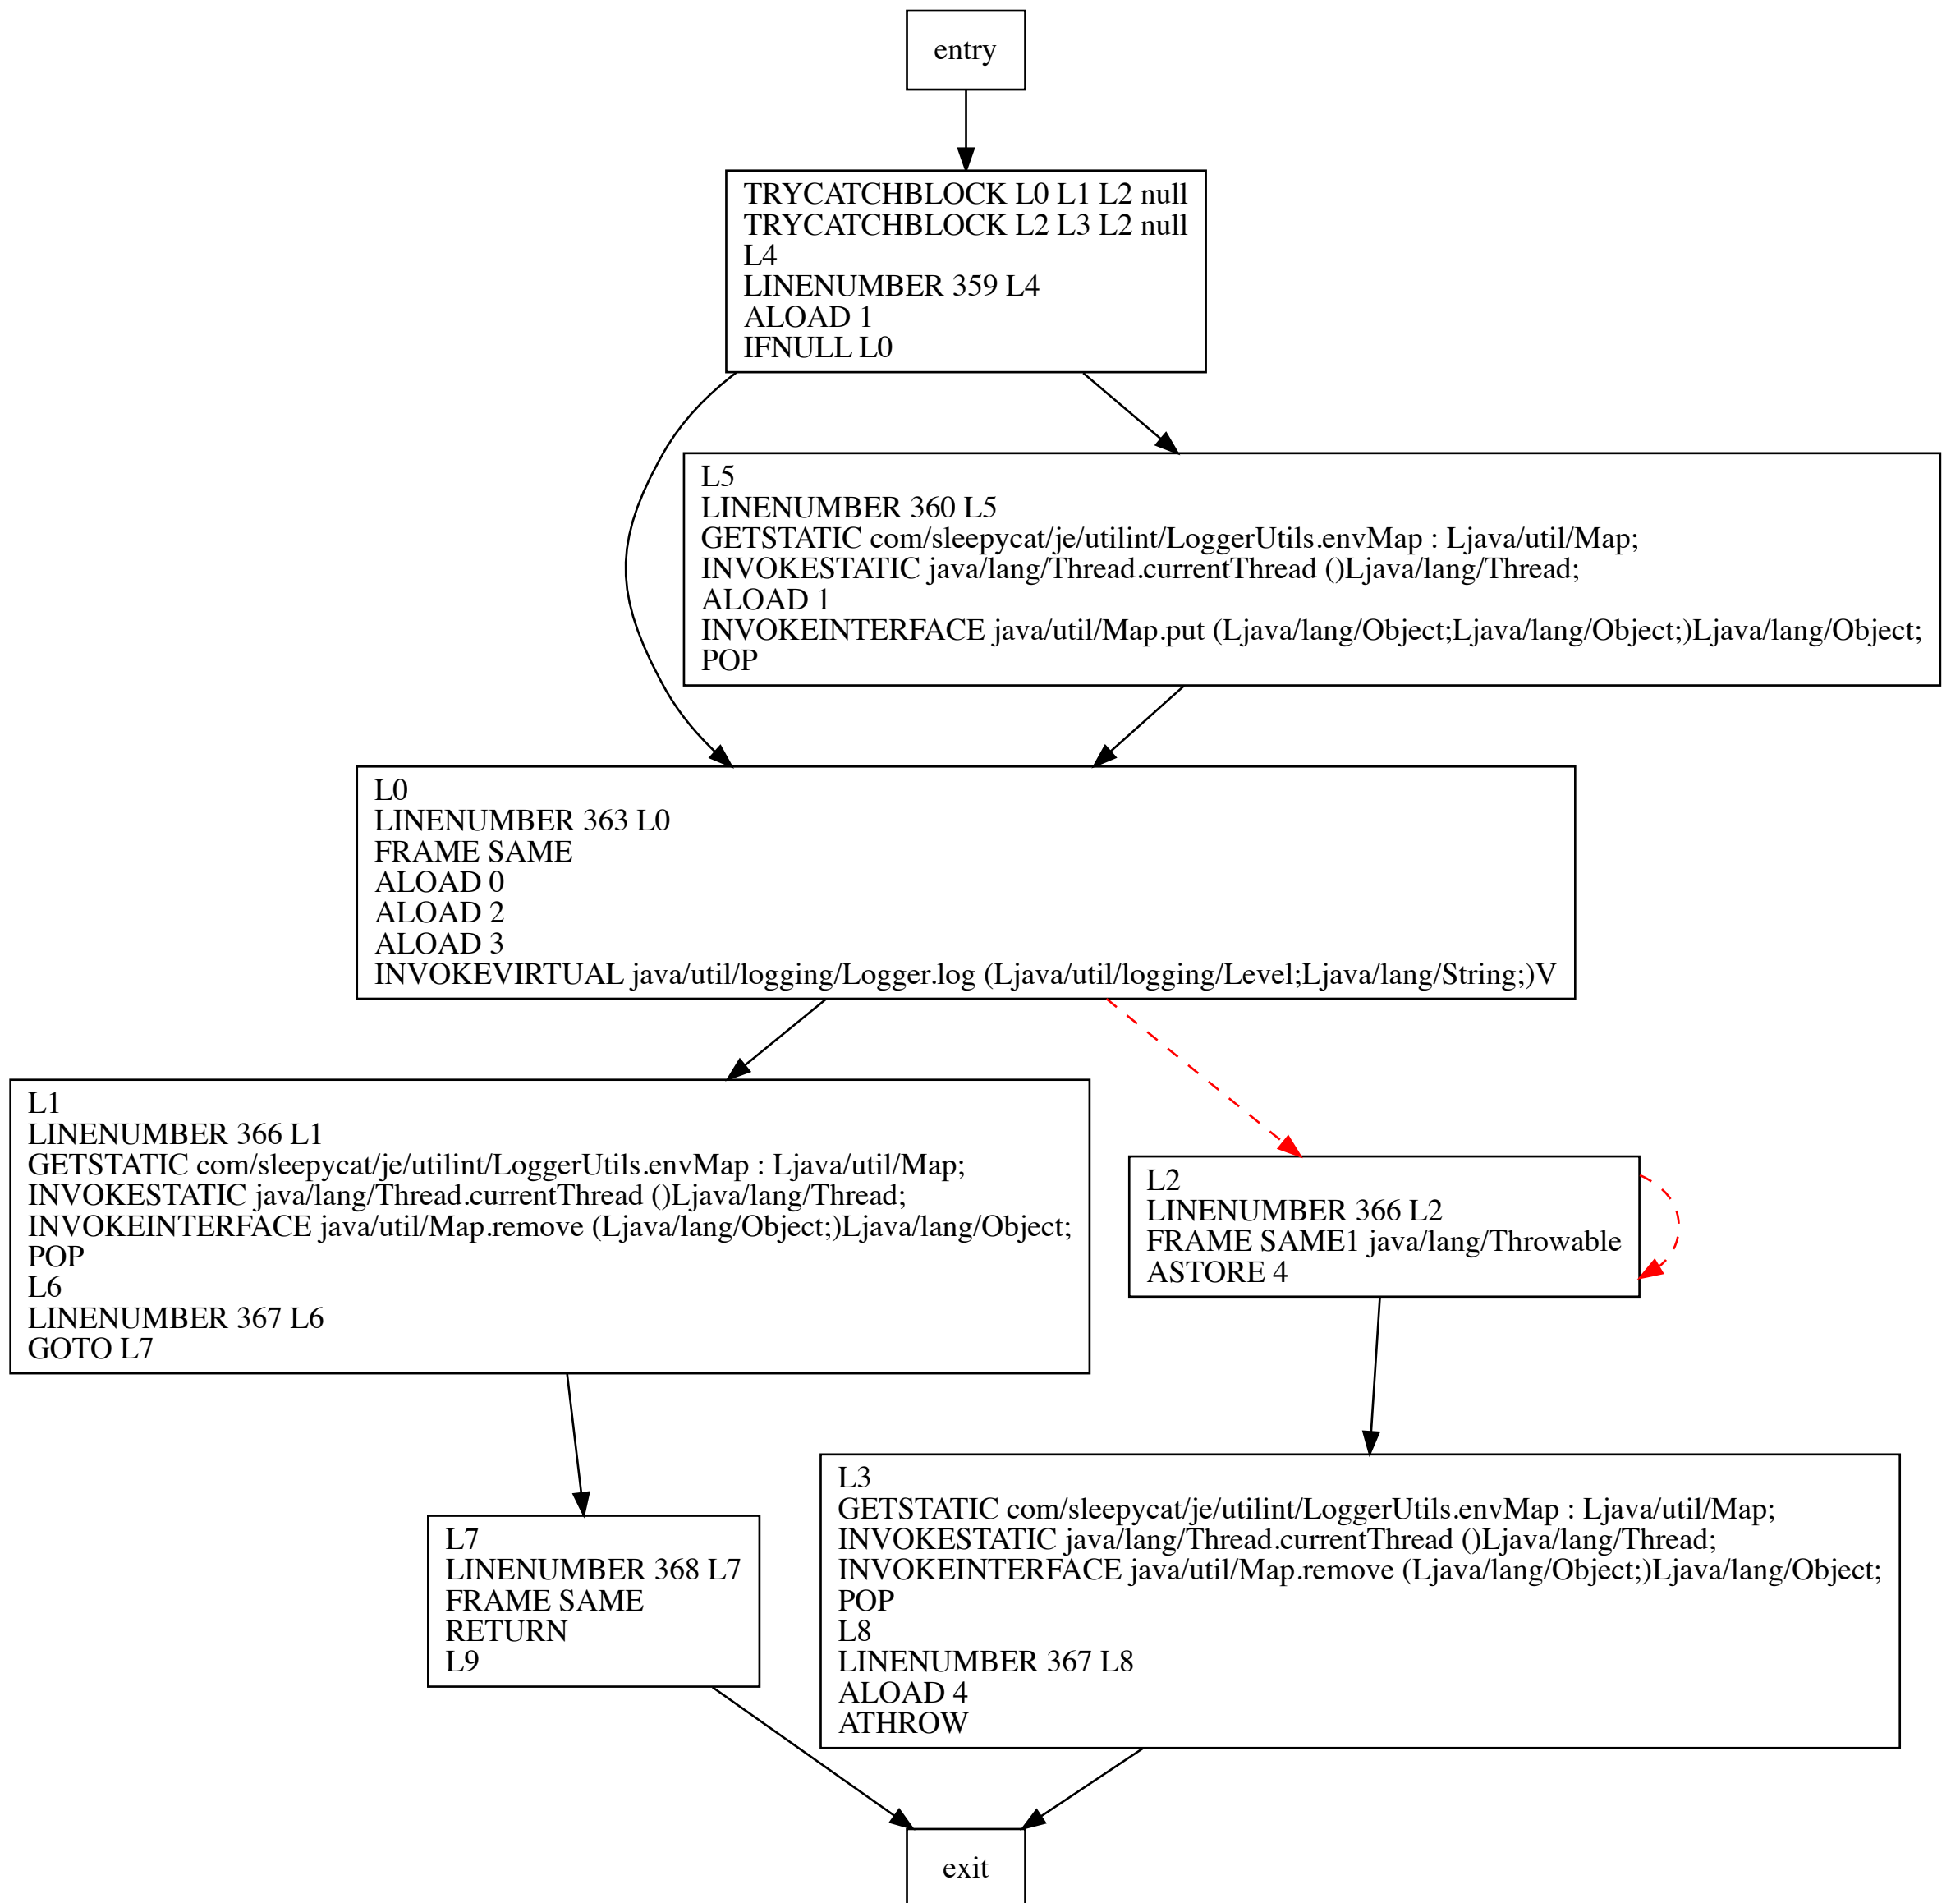 entry
TRYCATCHBLOCK L0 L1 L2 null
TRYCATCHBLOCK L2 L3 L2 null
L4
LINENUMBER 359 L4
ALOAD 1
IFNULL L0
L5
LINENUMBER 360 L5
GETSTATIC com/sleepycat/je/utilint/LoggerUtils.envMap : Ljava/util/Map;
INVOKESTATIC java/lang/Thread.currentThread ()Ljava/lang/Thread;
ALOAD 1
INVOKEINTERFACE java/util/Map.put (Ljava/lang/Object;Ljava/lang/Object;)Ljava/lang/Object;
POP
L0
LINENUMBER 363 L0
FRAME SAME
ALOAD 0
ALOAD 2
ALOAD 3
INVOKEVIRTUAL java/util/logging/Logger.log (Ljava/util/logging/Level;Ljava/lang/String;)V
L1
LINENUMBER 366 L1
GETSTATIC com/sleepycat/je/utilint/LoggerUtils.envMap : Ljava/util/Map;
INVOKESTATIC java/lang/Thread.currentThread ()Ljava/lang/Thread;
INVOKEINTERFACE java/util/Map.remove (Ljava/lang/Object;)Ljava/lang/Object;
POP
L6
LINENUMBER 367 L6
GOTO L7
L2
LINENUMBER 366 L2
FRAME SAME1 java/lang/Throwable
ASTORE 4
L3
GETSTATIC com/sleepycat/je/utilint/LoggerUtils.envMap : Ljava/util/Map;
INVOKESTATIC java/lang/Thread.currentThread ()Ljava/lang/Thread;
INVOKEINTERFACE java/util/Map.remove (Ljava/lang/Object;)Ljava/lang/Object;
POP
L8
LINENUMBER 367 L8
ALOAD 4
ATHROW
L7
LINENUMBER 368 L7
FRAME SAME
RETURN
L9
exit